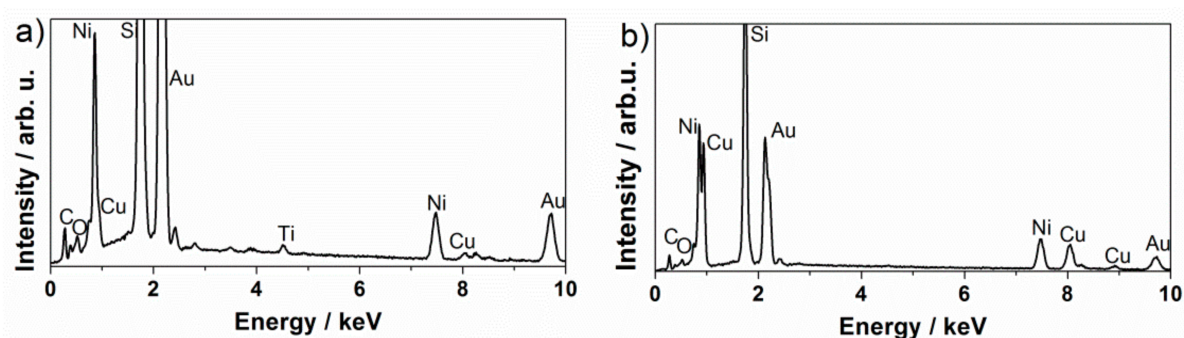 a)
Ni
S
Au
C
O
Cu
Ti
Ni
Cu
Au
Intensity / arb. u.
0 2 4 6 8 10
Energy / keV
b)
Si
Ni
Cu
Au
C
O
Ni
Cu
Cu
Au
Intensity / arb.u.
0 2 4 6 8 10
Energy / keV